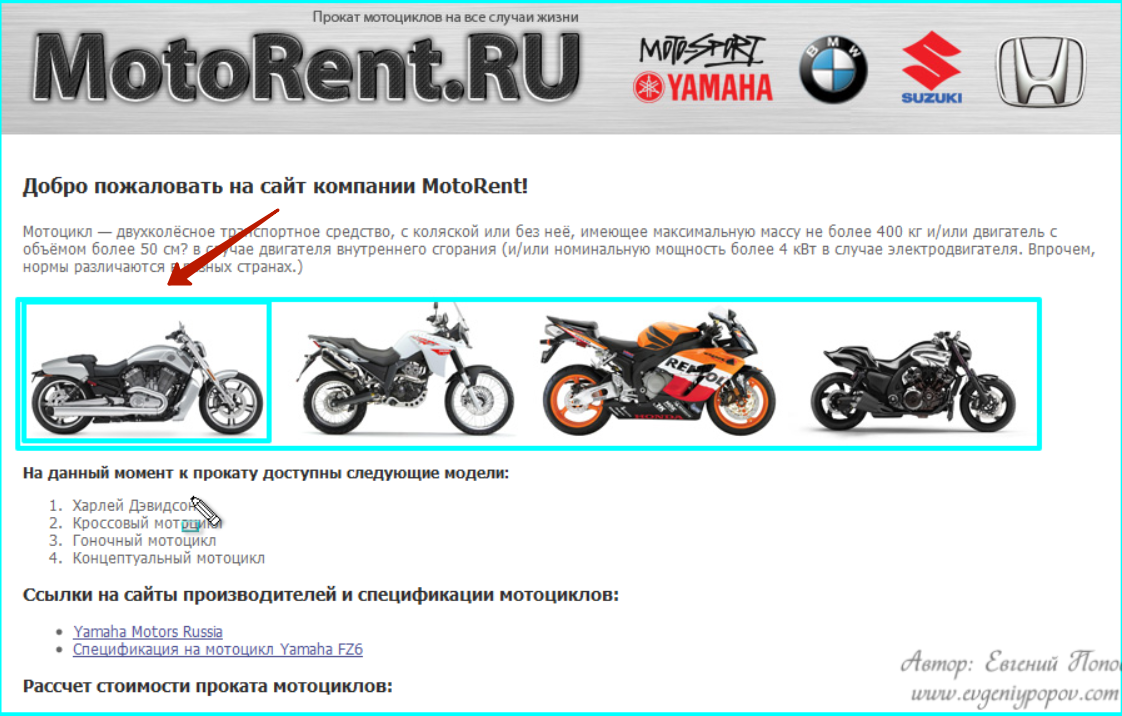 Прокат мотоциклов на все случаи жизни
MotoRent.RU
MOTO-SPORT
YAMAHA
BMW
SUZUKI
Добро пожаловать на сайт компании MotoRent!
Мотоцикл — двухколёсное транспортное средство, с коляской или без неё, имеющее максимальную массу не более 400 кг и/или двигатель с
объёмом более 50 см? в случае двигателя внутреннего сгорания (и/или номинальную мощность более 4 кВт в случае электродвигателя. Впрочем,
нормы различаются в разных странах.)
REPSOL
HONDA
На данный момент к прокату доступны следующие модели:
1. Харлей Дэвидсон
2. Кроссовый мотоцикл
3. Гоночный мотоцикл
4. Концептуальный мотоцикл
Ссылки на сайты производителей и спецификации мотоциклов:
Yamaha Motors Russia
Спецификация на мотоцикл Yamaha FZ6
Рассчет стоимости проката мотоциклов:
Автор: Евгений Попо
www.evgeniypopov.com